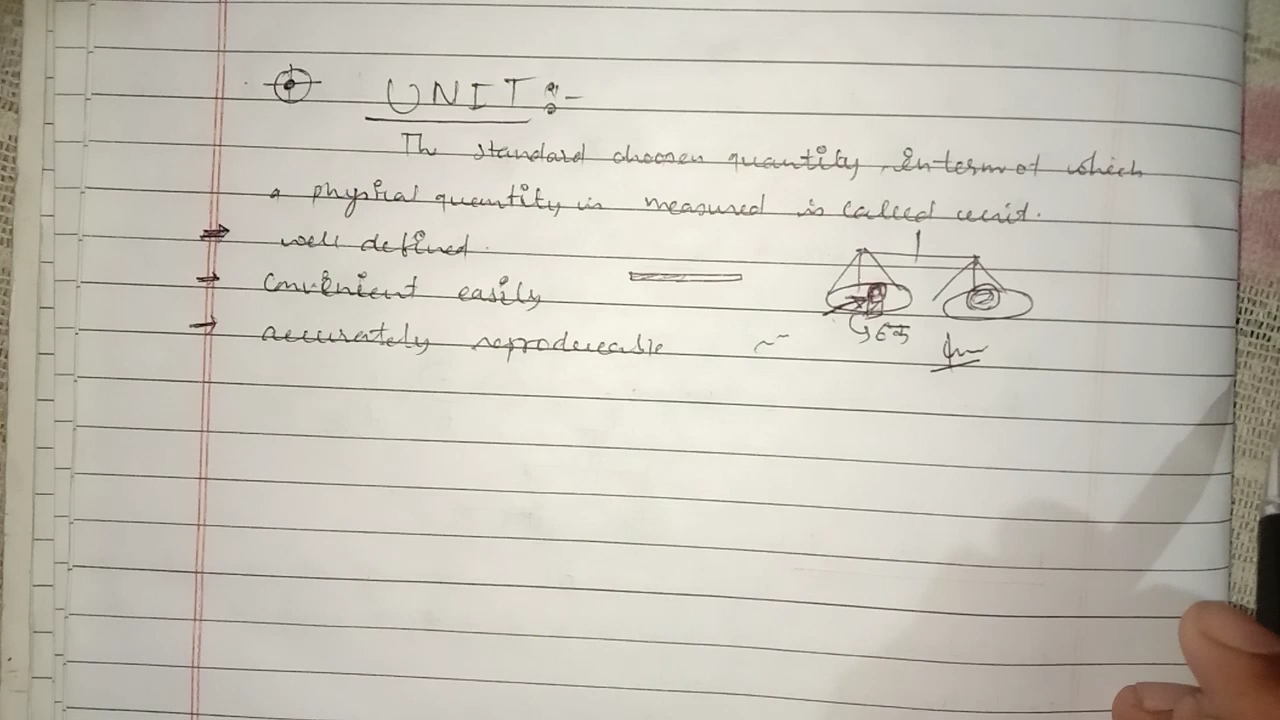 UNIT :-
The standard choosen quantity, in term of which
a physical quantity is measured is called unit.
well defined.
convenient easily
accurately reproduceable